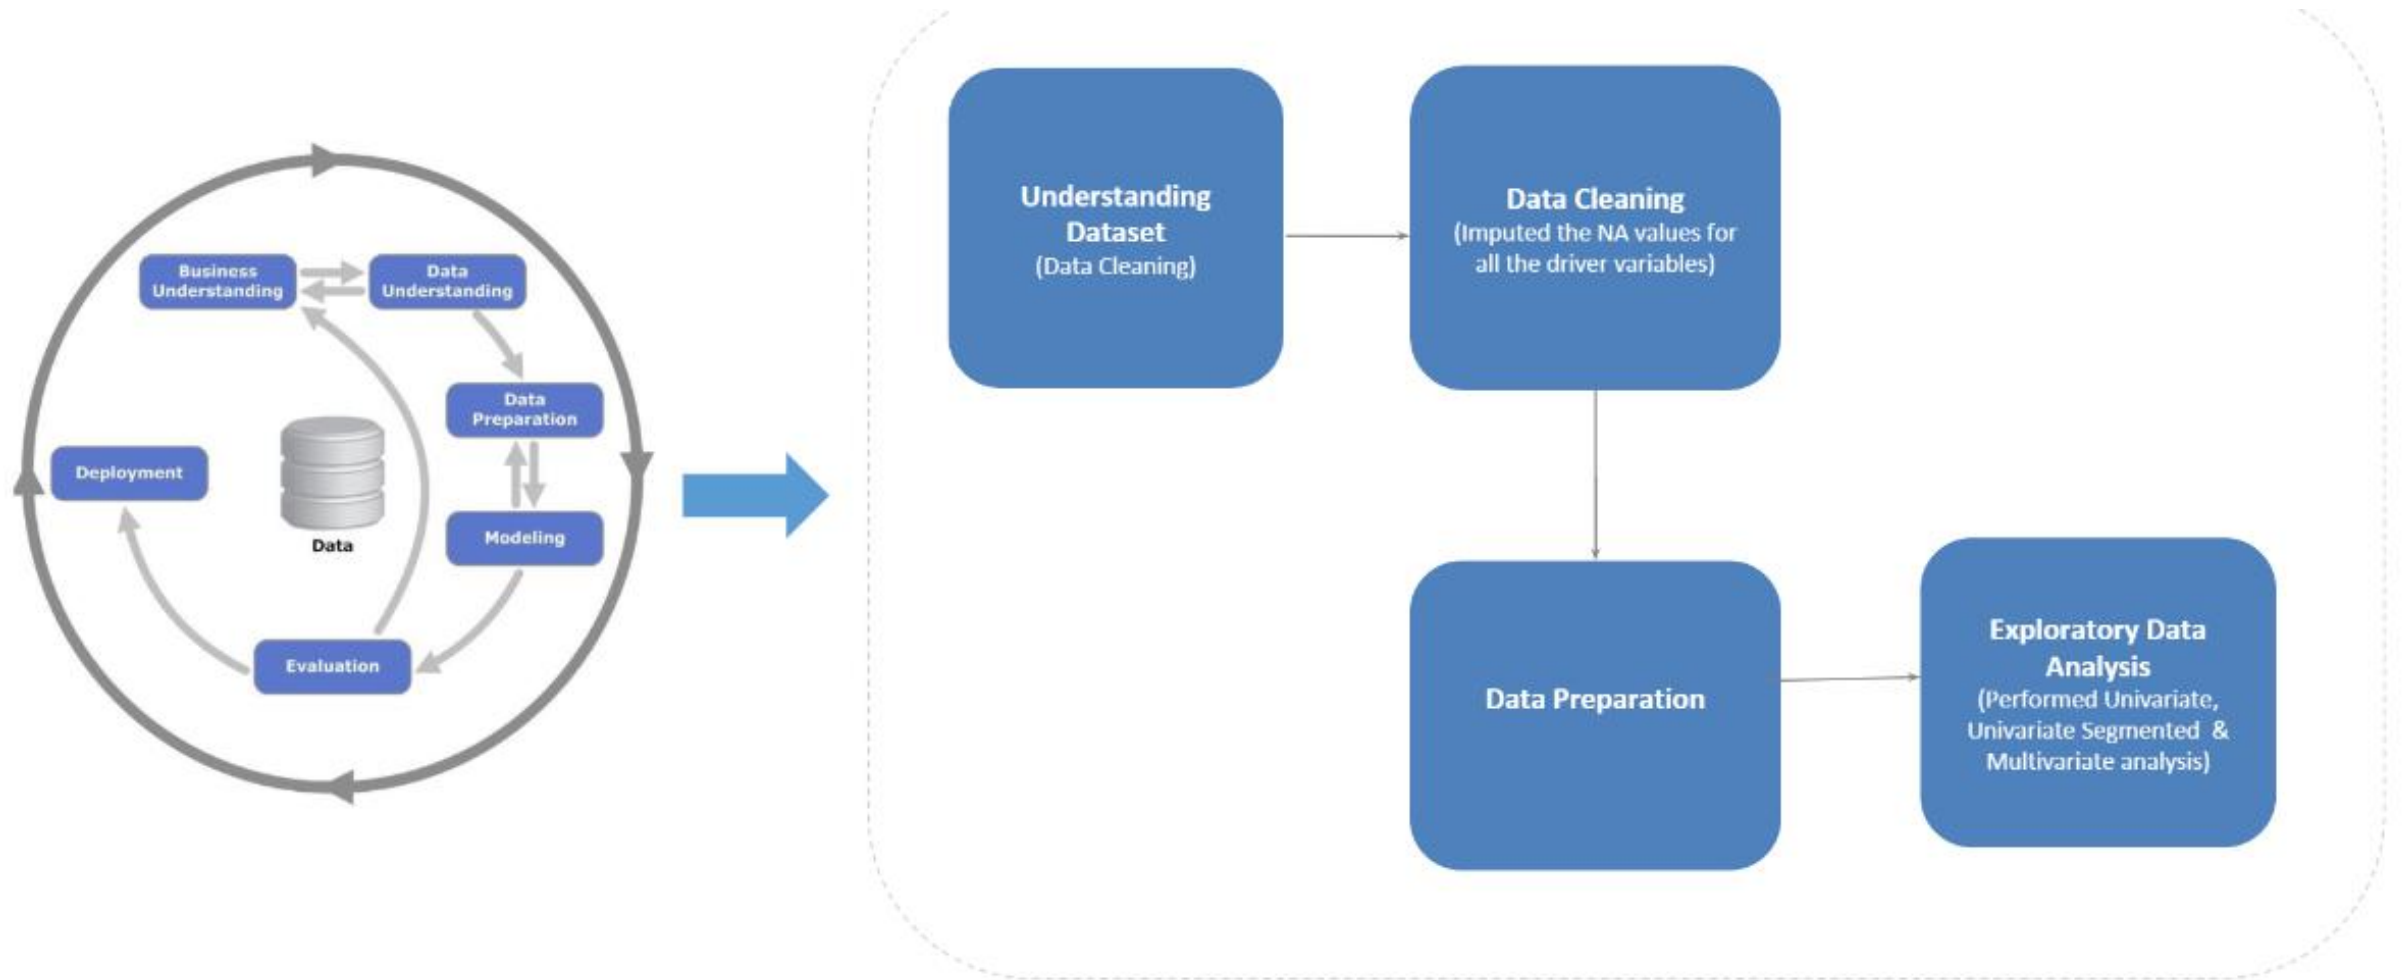 Business
Understanding
Data
Understanding
Data
Preparation
Deployment
Data
Modeling
Evaluation
Understanding
Dataset
(Data Cleaning)
Data Cleaning
(Imputed the NA values for
all the driver variables)
Data Preparation
Exploratory Data
Analysis
(Performed Univariate,
Univariate Segmented &
Multivariate analysis)